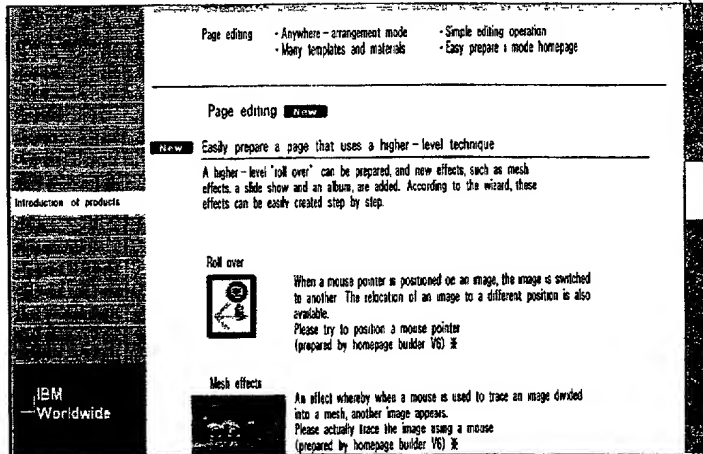 Page editing · Anywhere - arrangement mode · Simple editing operation
· Many templates and materials · Easy prepare a mode homepage
Page editing New
New Easily prepare a page that uses a higher - level technique
A higher - level "roll over" can be prepared, and new effects, such as mesh
effects, a slide show and an album, are added. According to the wizard, these
effects can be easily created step by step.
Introduction of products
Roll over
When a mouse pointer is positioned on an image, the image is switched
to another The relocation of an image to a different position is also
available.
Please try to position a mouse pointer
(prepared by homepage builder V6) ※
Mesh effects
An effect whereby when a mouse is used to trace an image divided
into a mesh, another image appears.
Please actually trace the image using a mouse
(prepared by homepage builder V6) ※
IBM
Worldwide